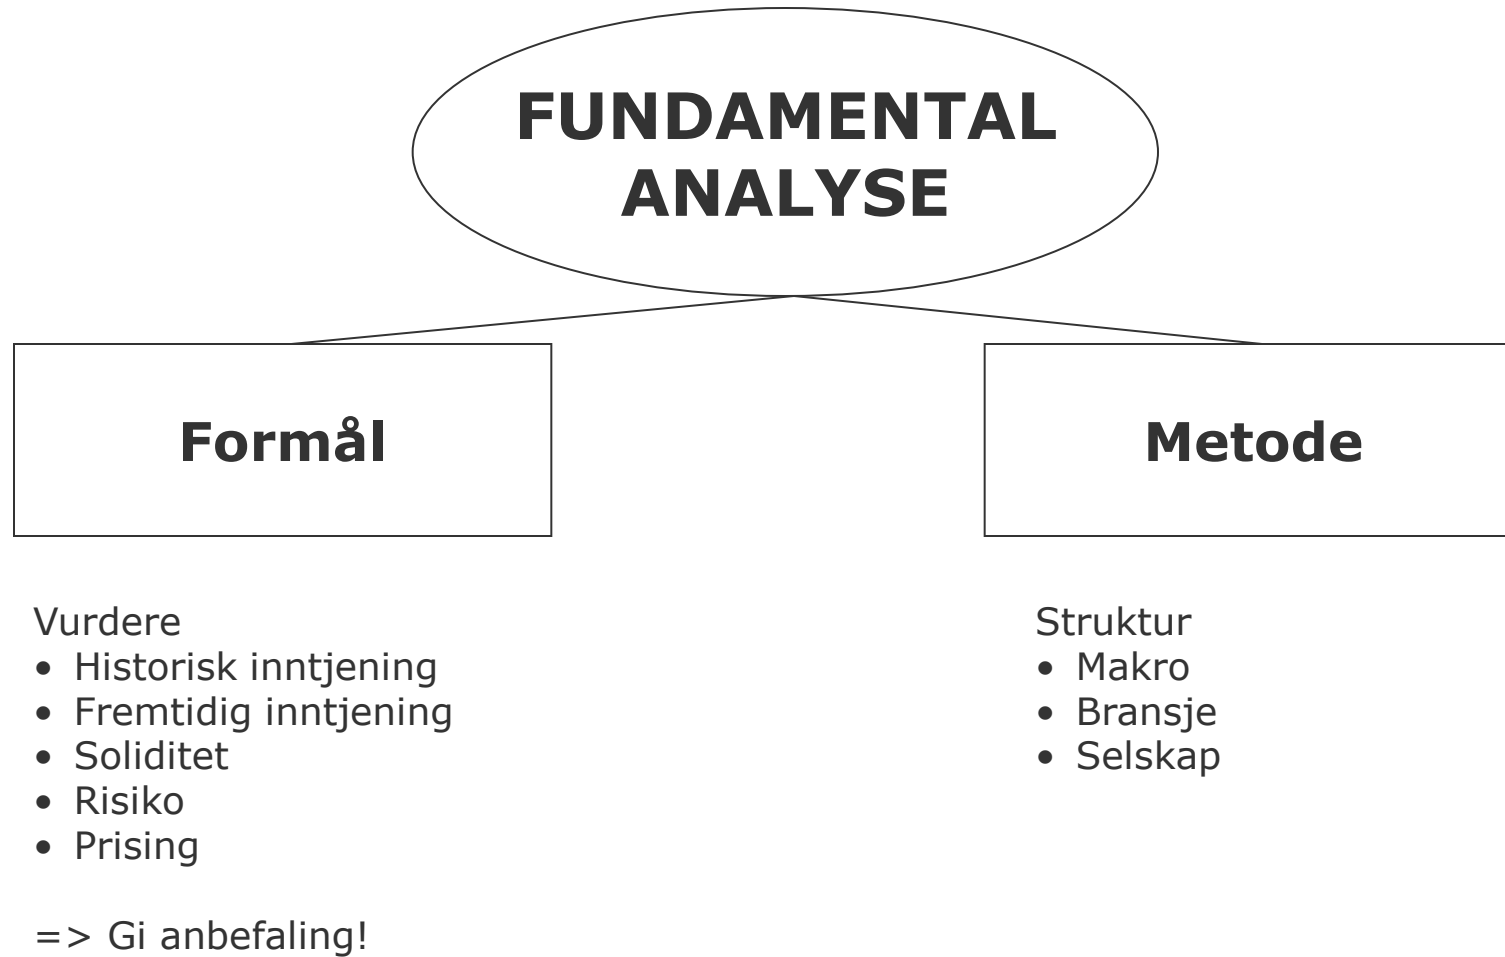 FUNDAMENTAL
ANALYSE
Formål
Vurdere
• Historisk inntjening
• Fremtidig inntjening
• Soliditet
• Risiko
• Prising
=> Gi anbefaling!
Metode
Struktur
• Makro
• Bransje
• Selskap